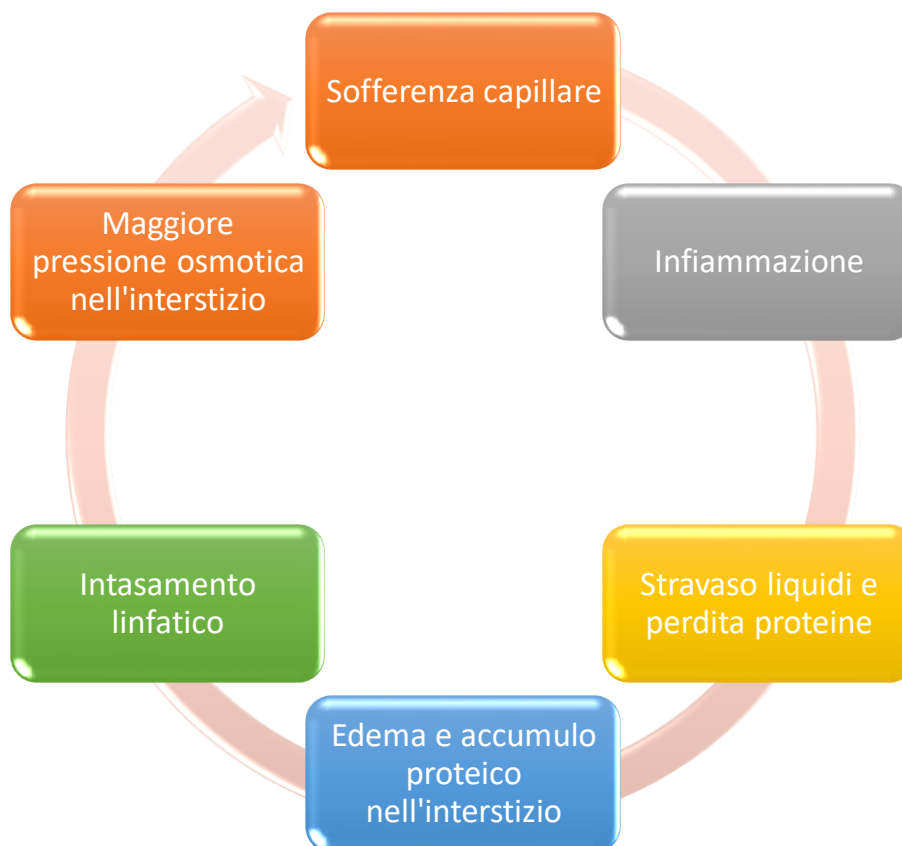 Sofferenza capillare
Infiammazione
Stravaso liquidi e
perdita proteine
Edema e accumulo
proteico
nell'interstizio
Intasamento
linfatico
Maggiore
pressione osmotica
nell'interstizio